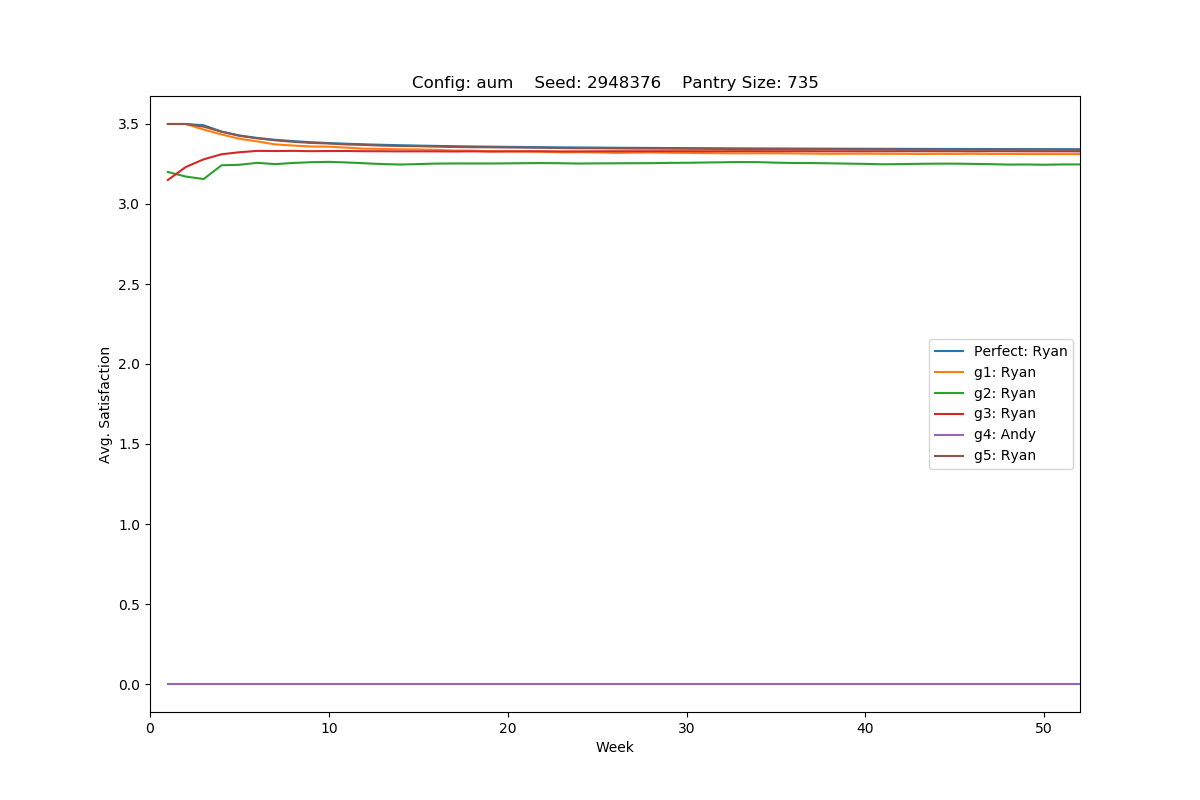 Config: aum    Seed: 2948376    Pantry Size: 735
3.5
3.0
2.5
2.0
1.5
1.0
0.5
0.0
Avg. Satisfaction
Perfect: Ryan
g1: Ryan
g2: Ryan
g3: Ryan
g4: Andy
g5: Ryan
0 10 20 30 40 50
Week